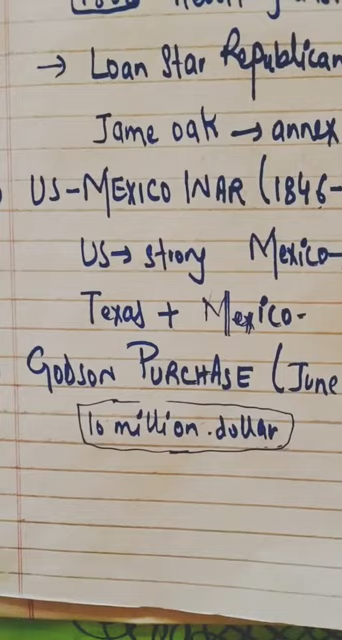 → Loan Star Republican
Jame oak → annex
US-MEXICO WAR (1846-
US→ strong Mexico-
Texas + Mexico-
GODSON PURCHASE (June
10 million.dollar